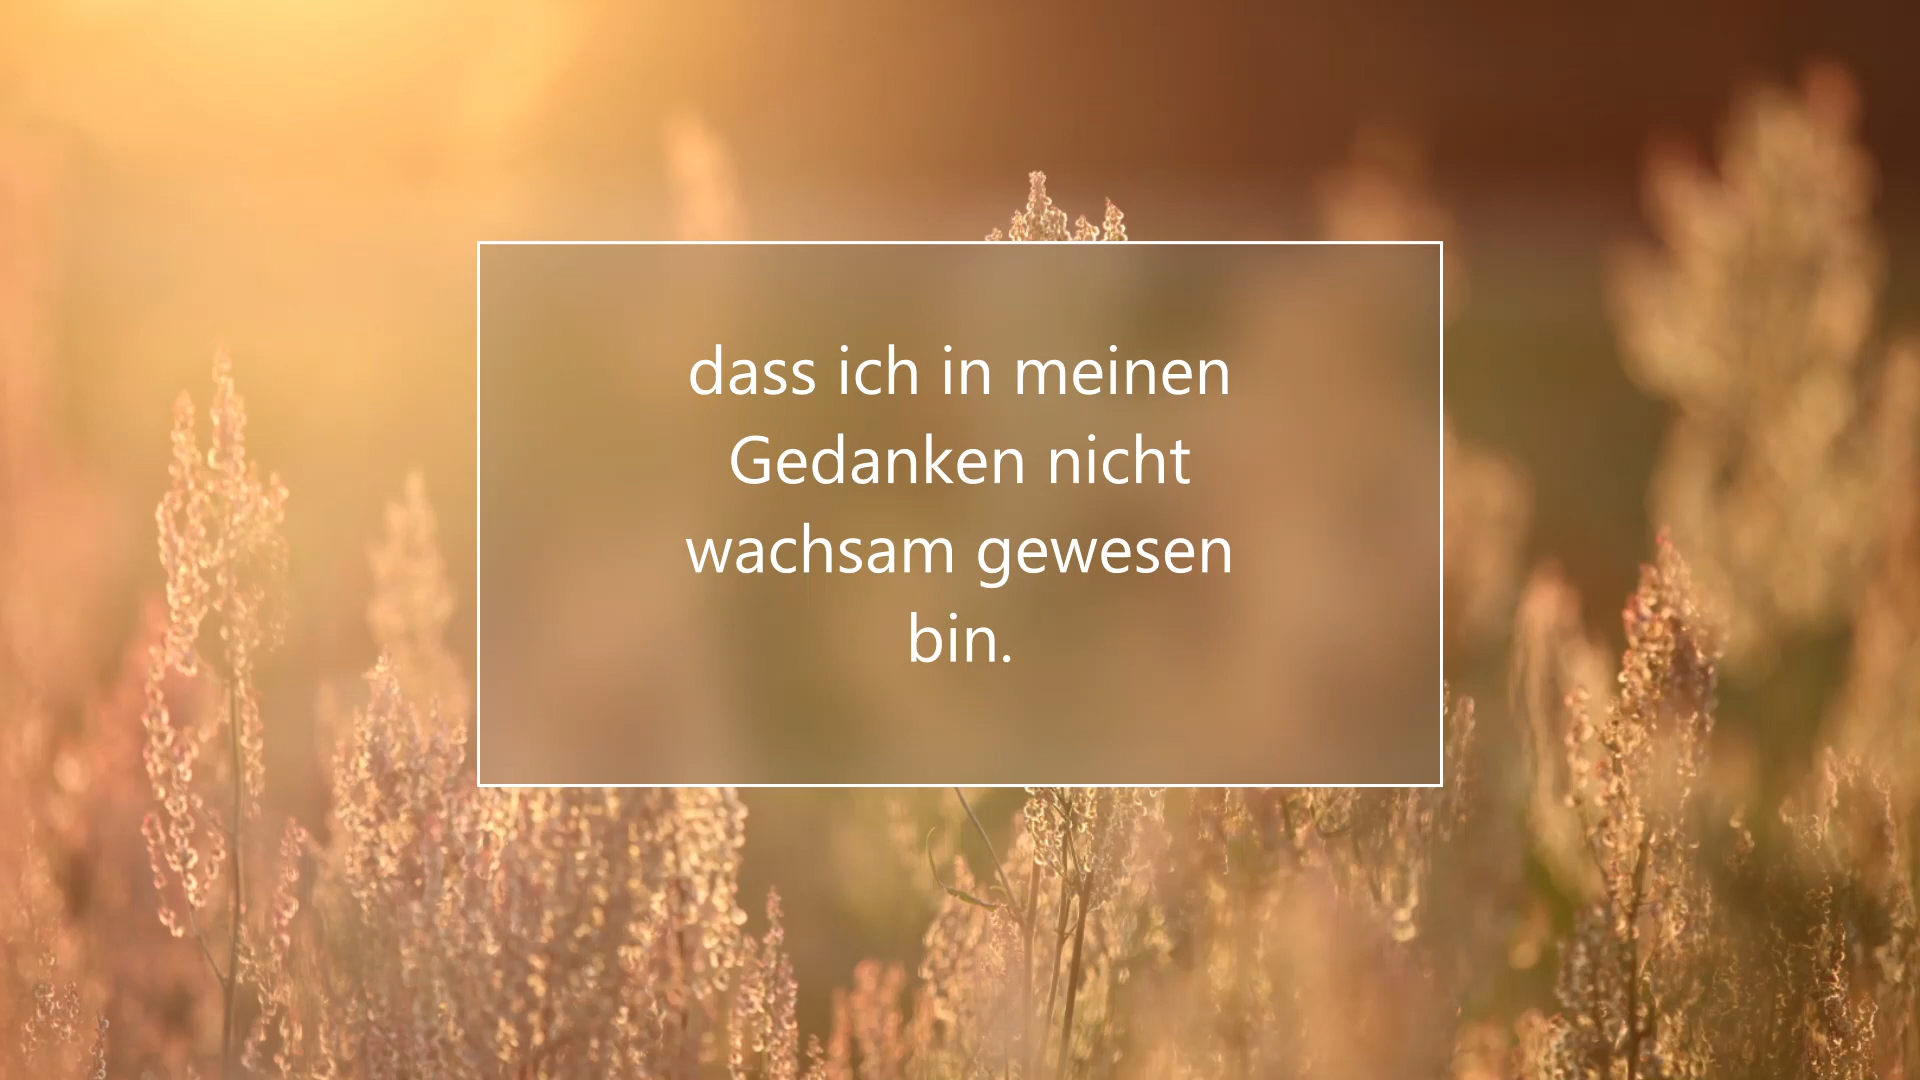 dass ich in meinen
Gedanken nicht
wachsam gewesen
bin.